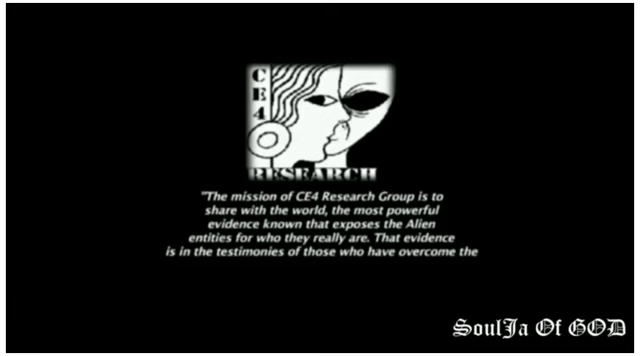 CE4
RESEARCH
"The mission of CE4 Research Group is to
share with the world, the most powerful
evidence known that exposes the Alien
entities for who they really are. That evidence
is in the testimonies of those who have overcome the
SoulJa Of GOD